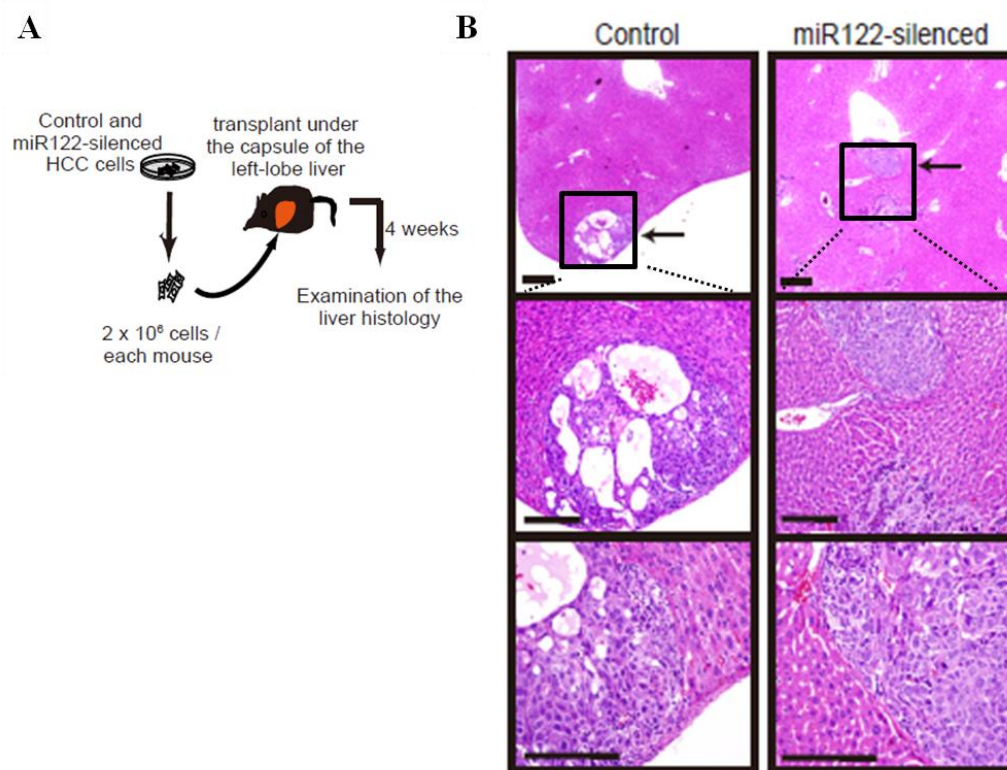 A
Control and
miR122-silenced
HCC cells
transplant under
the capsule of the
left-lobe liver
4 weeks
2 x 10⁶ cells /
each mouse
Examination of the
liver histology
B
Control
miR122-silenced